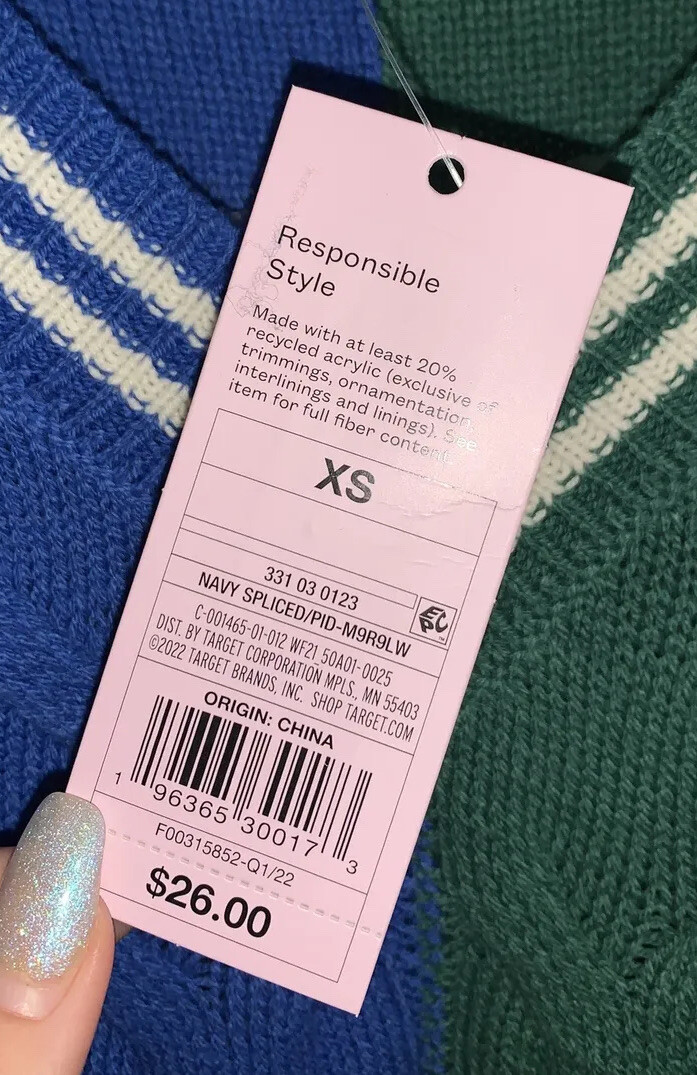 Responsible
Style
Made with at least 20%
recycled acrylic (exclusive of
trimmings, ornamentation,
interlinings and linings). See
item for full fiber content.
XS
331 03 0123
NAVY SPLICED/PID-M9R9LW
EPC™
C-001465-01-012 WF21 50A01-0025
DIST. BY TARGET CORPORATION MPLS., MN 55403
©2022 TARGET BRANDS, INC. SHOP TARGET.COM
ORIGIN: CHINA
1 96365 30017 3
F00315852-Q1/22
$26.00